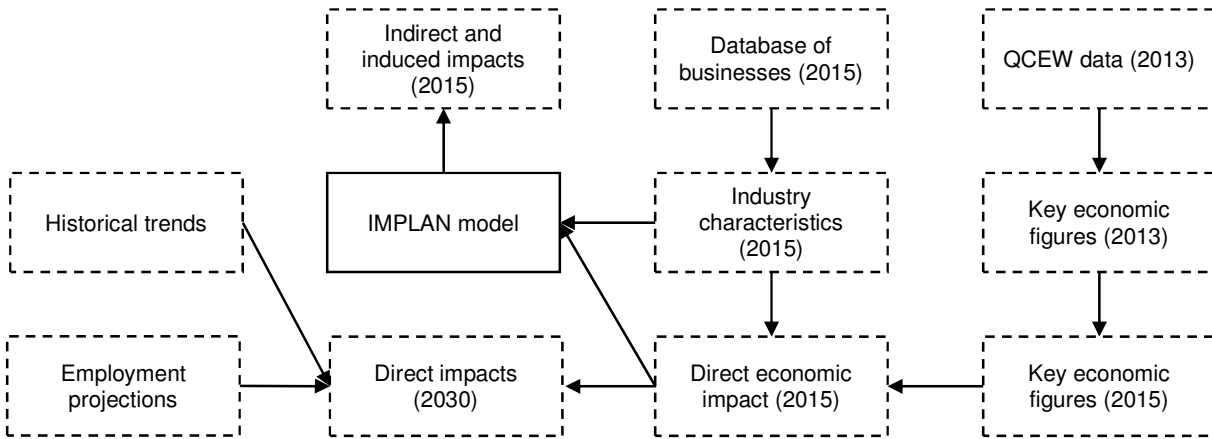 Indirect and
induced impacts
(2015)
Database of
businesses (2015)
QCEW data (2013)
Historical trends
IMPLAN model
Industry
characteristics
(2015)
Key economic
figures (2013)
Employment
projections
Direct impacts
(2030)
Direct economic
impact (2015)
Key economic
figures (2015)